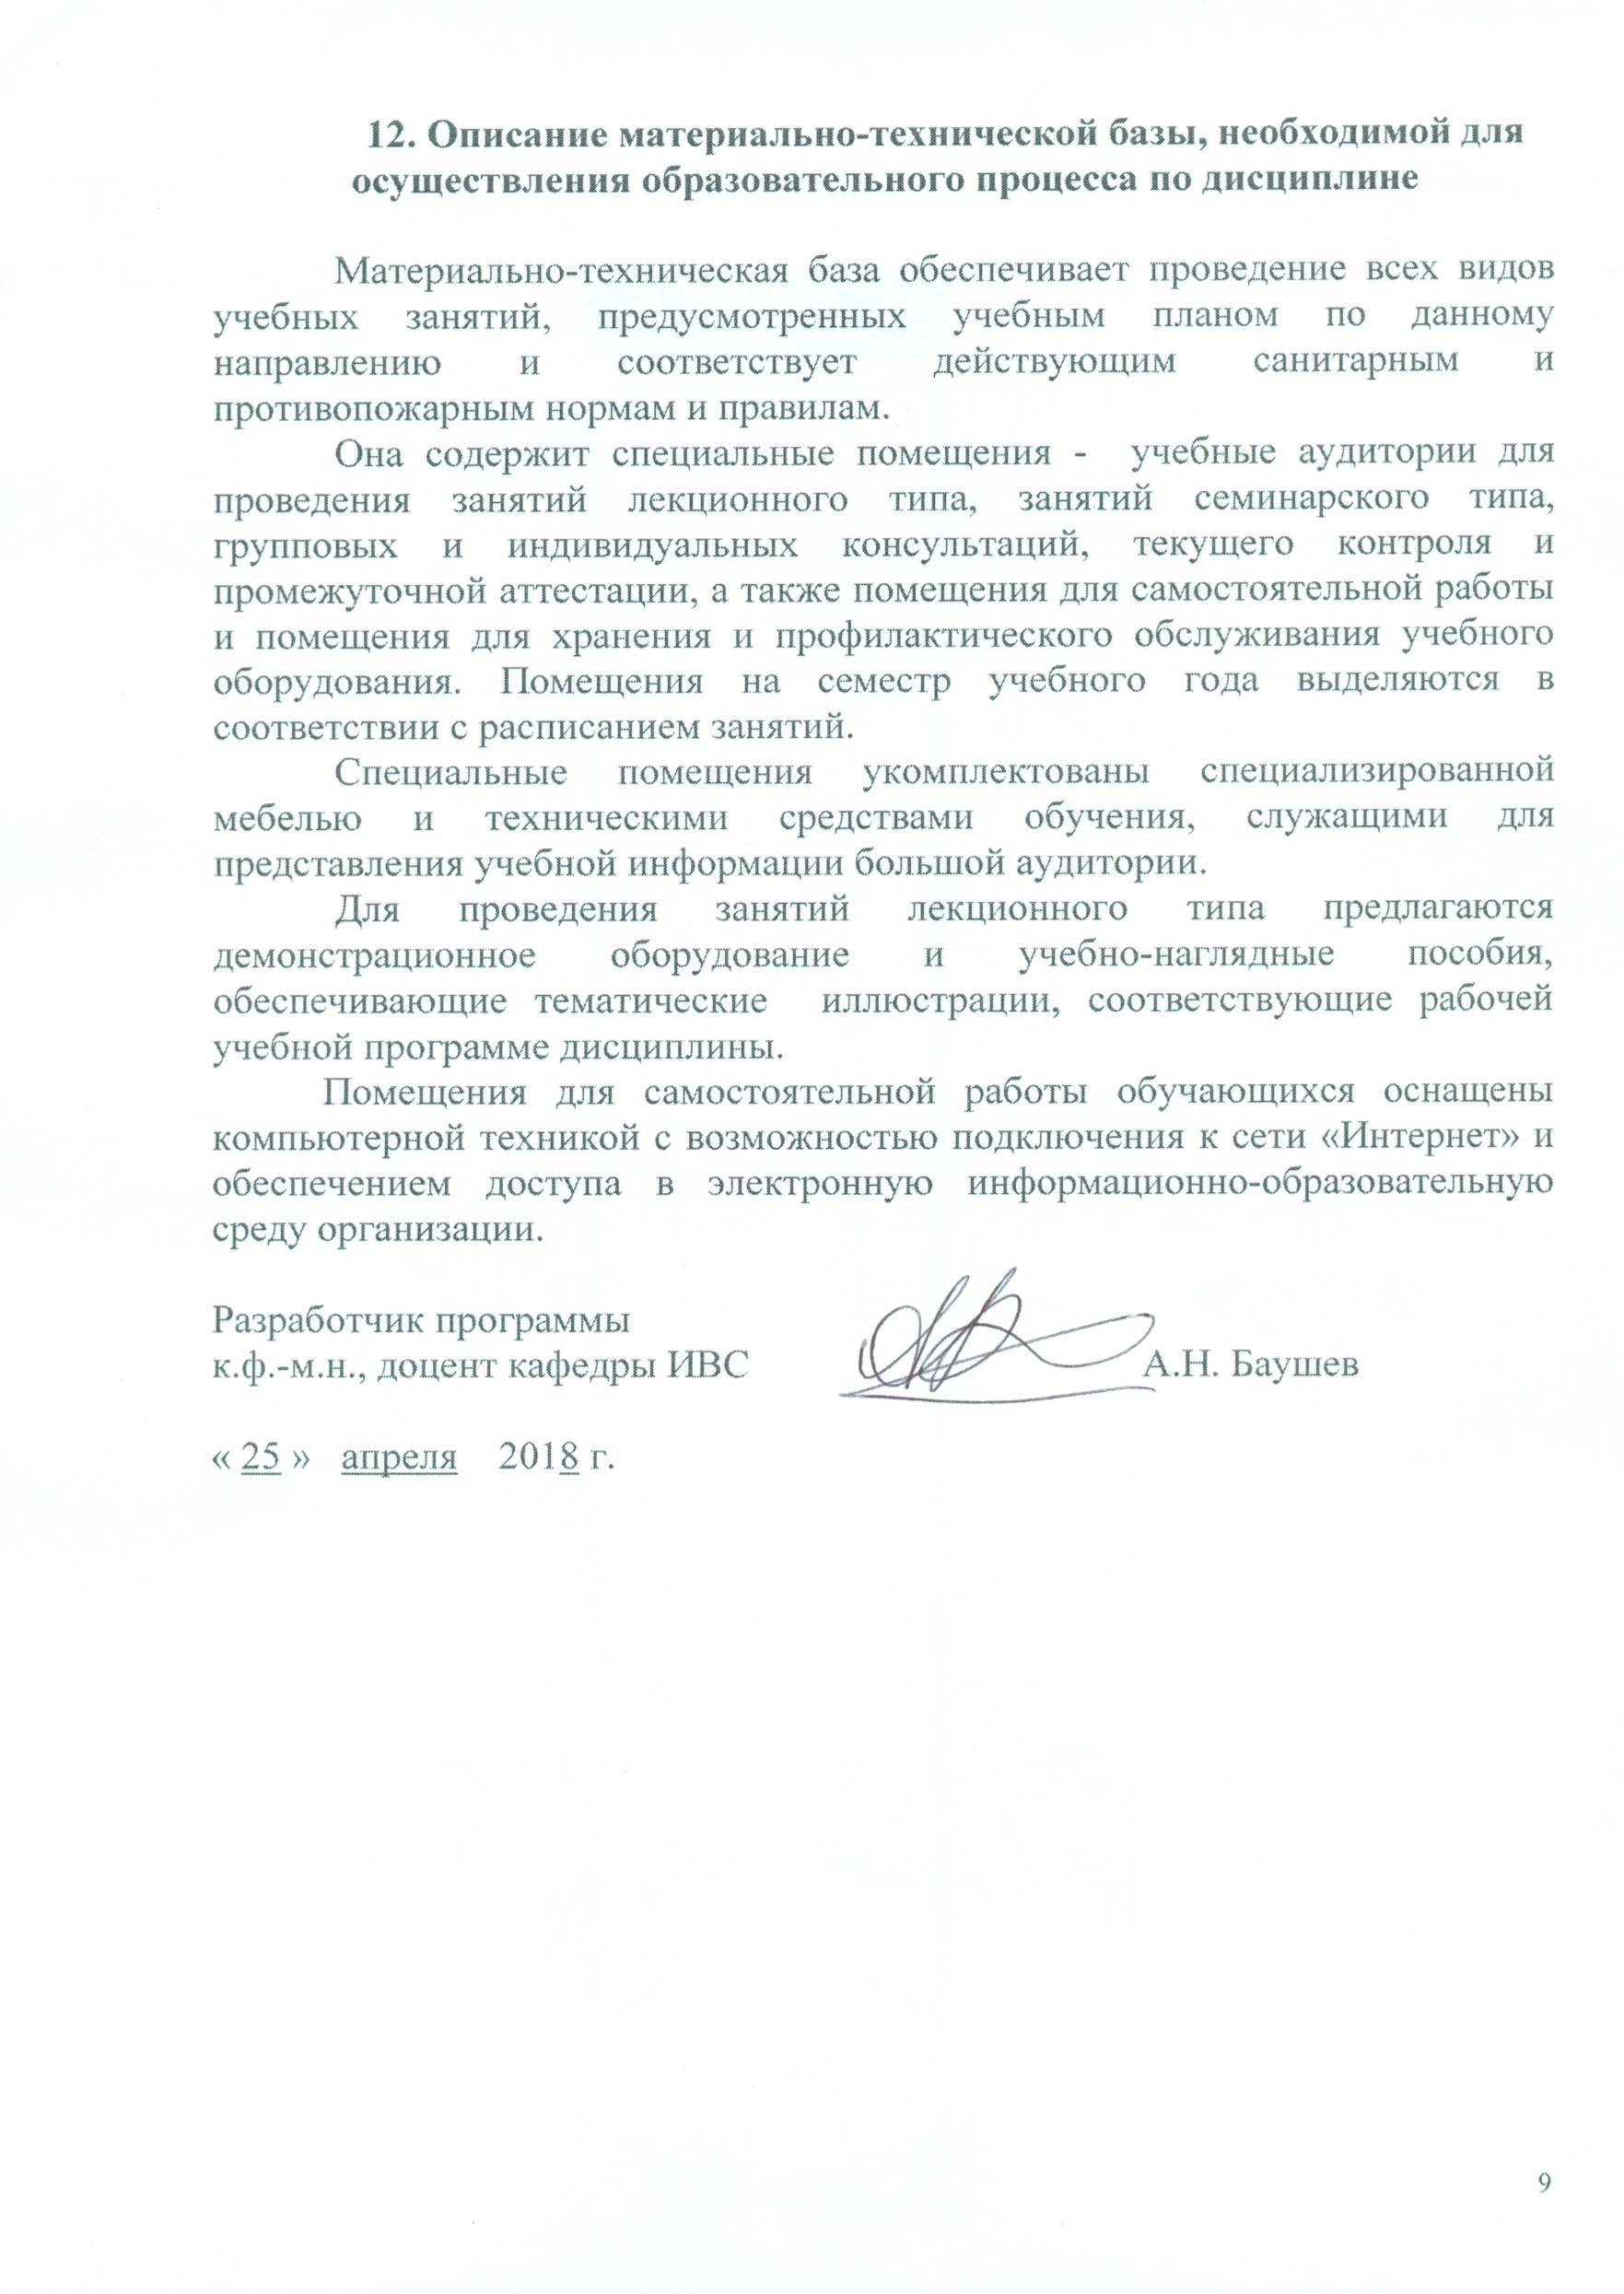 12. Описание материально-технической базы, необходимой для
осуществления образовательного процесса по дисциплине
Материально-техническая база обеспечивает проведение всех видов
учебных занятий, предусмотренных учебным планом по данному
направлению и соответствует действующим санитарным и
противопожарным нормам и правилам.
Она содержит специальные помещения - учебные аудитории для
проведения занятий лекционного типа, занятий семинарского типа,
групповых и индивидуальных консультаций, текущего контроля и
промежуточной аттестации, а также помещения для самостоятельной работы
и помещения для хранения и профилактического обслуживания учебного
оборудования. Помещения на семестр учебного года выделяются в
соответствии с расписанием занятий.
Специальные помещения укомплектованы специализированной
мебелью и техническими средствами обучения, служащими для
представления учебной информации большой аудитории.
Для проведения занятий лекционного типа предлагаются
демонстрационное оборудование и учебно-наглядные пособия,
обеспечивающие тематические иллюстрации, соответствующие рабочей
учебной программе дисциплины.
Помещения для самостоятельной работы обучающихся оснащены
компьютерной техникой с возможностью подключения к сети «Интернет» и
обеспечением доступа в электронную информационно-образовательную
среду организации.
Разработчик программы
к.ф.-м.н., доцент кафедры ИВС А.Н. Баушев
« 25 » апреля 2018 г.
9